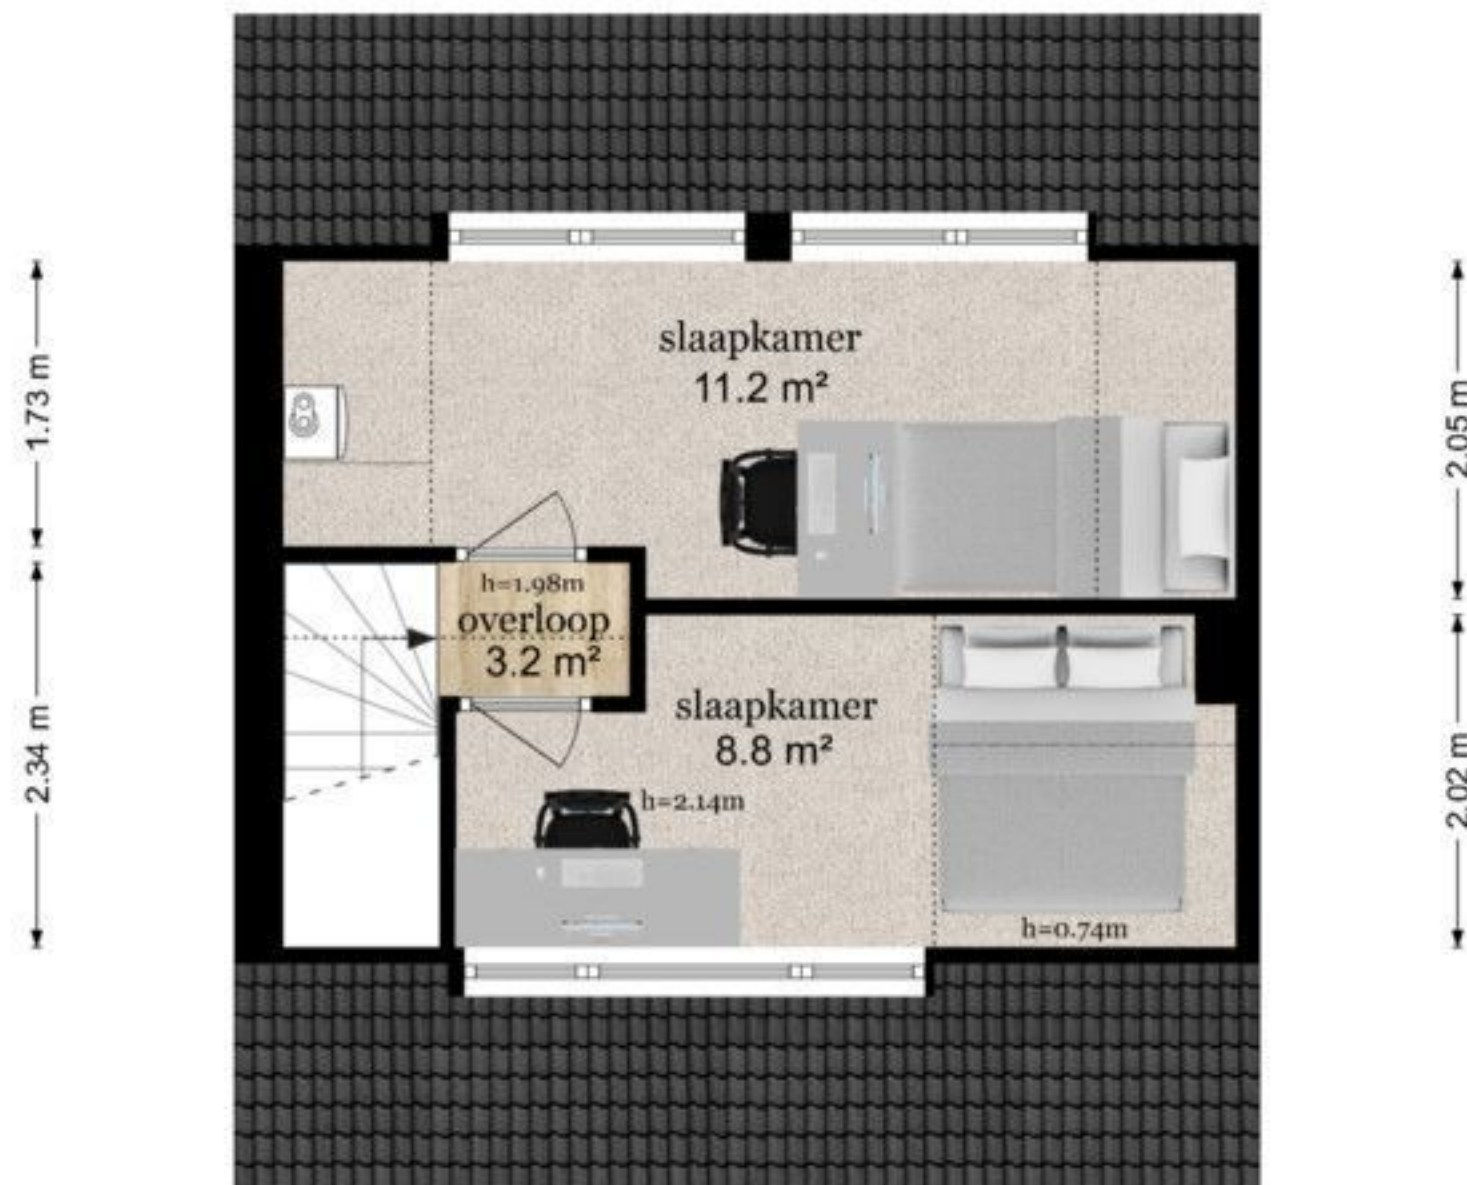 slaapkamer
11.2 m²
1.73 m
2.05 m
h=1.98m
overloop
3.2 m²
slaapkamer
8.8 m²
h=2.14m
2.34 m
2.02 m
h=0.74m